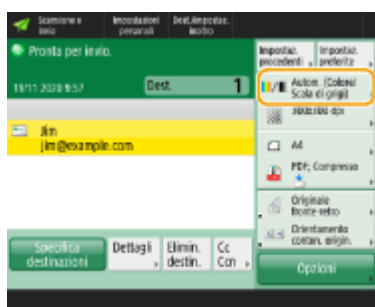 Scansione e
invio
Impostazioni
personali
Dest./Impostaz.
inoltro
Pronta per invio.
Impostaz.
precedenti
Impostaz.
preferite
19/11 2020 9:57
Dest.
1
Autom. (Colore/
Scala di grigi)
300x300 dpi
Jim
jim@example.com
A4
PDF; Compresso
Originale
fronte-retro
Orientamento
conten. origin.
Specifica
destinazioni
Dettagli
Elimin.
destin.
Cc
Ccn
Opzioni